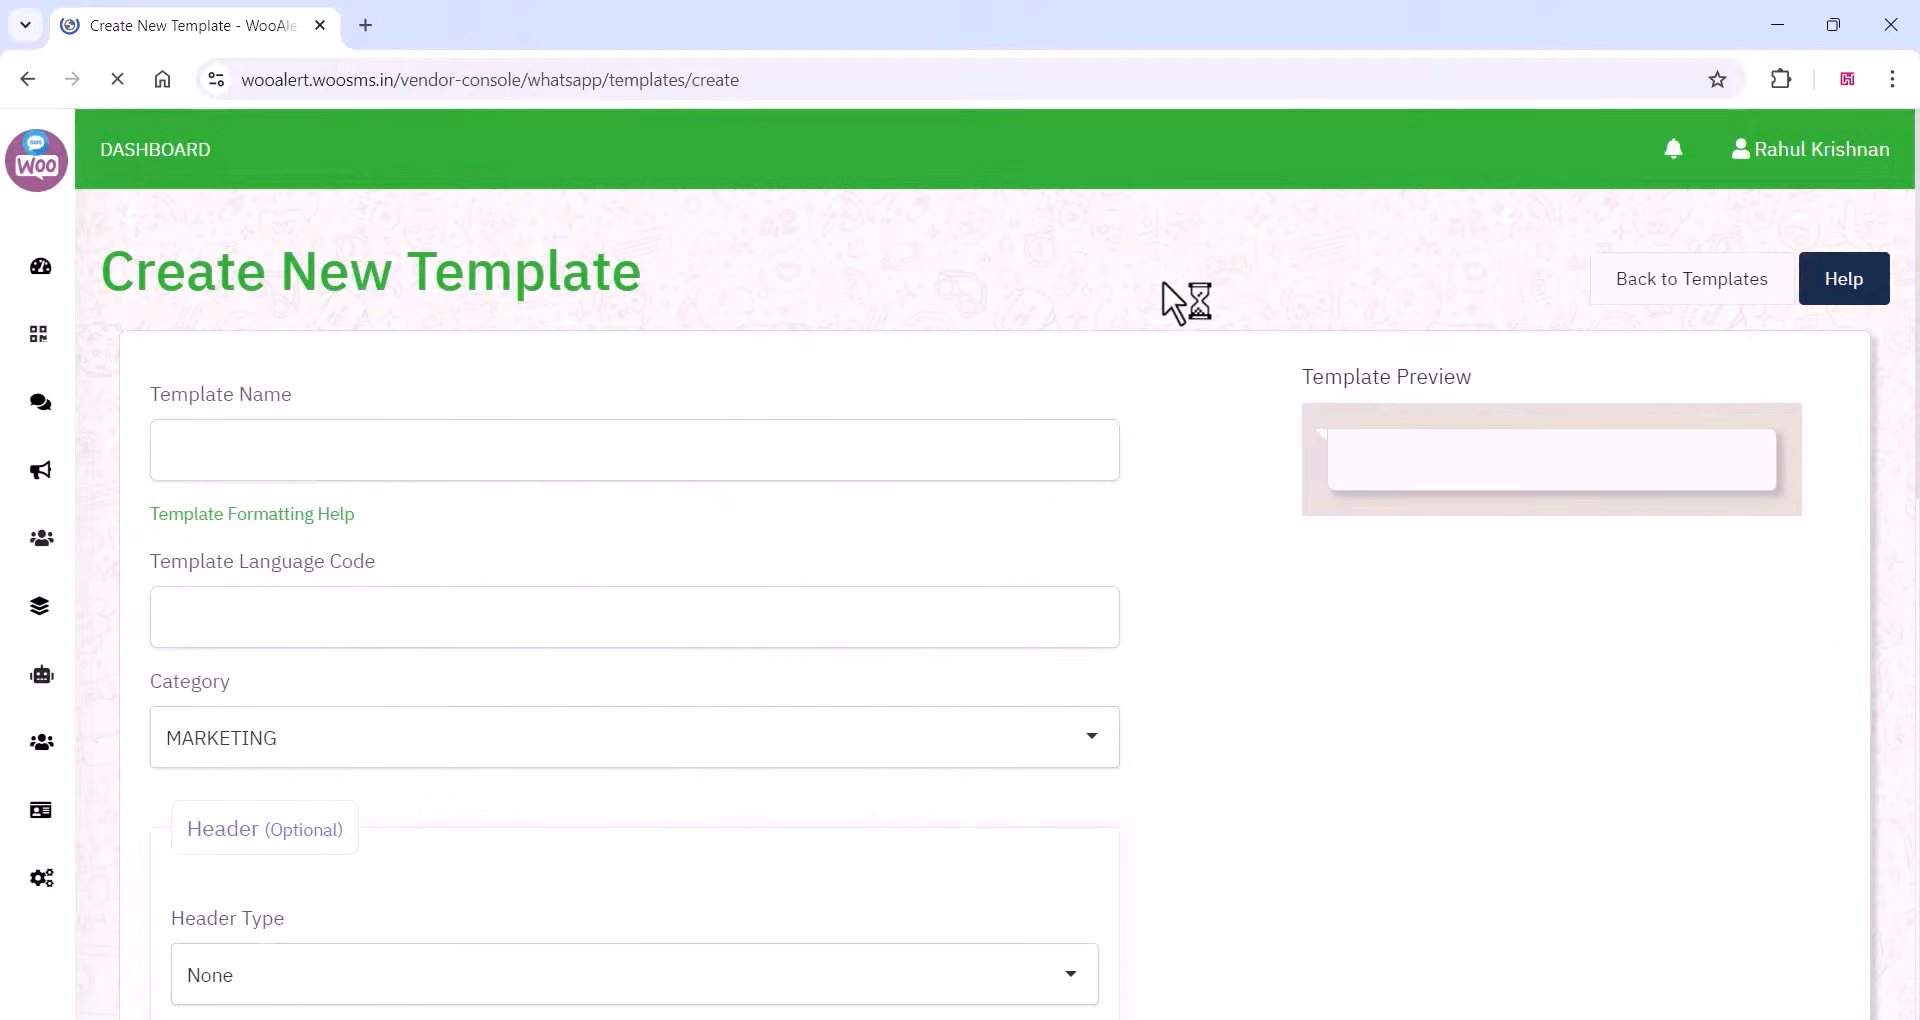 Create New Template - WooAle
wooalert.woosms.in/vendor-console/whatsapp/templates/create
SMS
WOO
DASHBOARD
Rahul Krishnan
Create New Template
Back to Templates
Help
Template Name
Template Preview
Template Formatting Help
Template Language Code
Category
MARKETING
Header (Optional)
Header Type
None